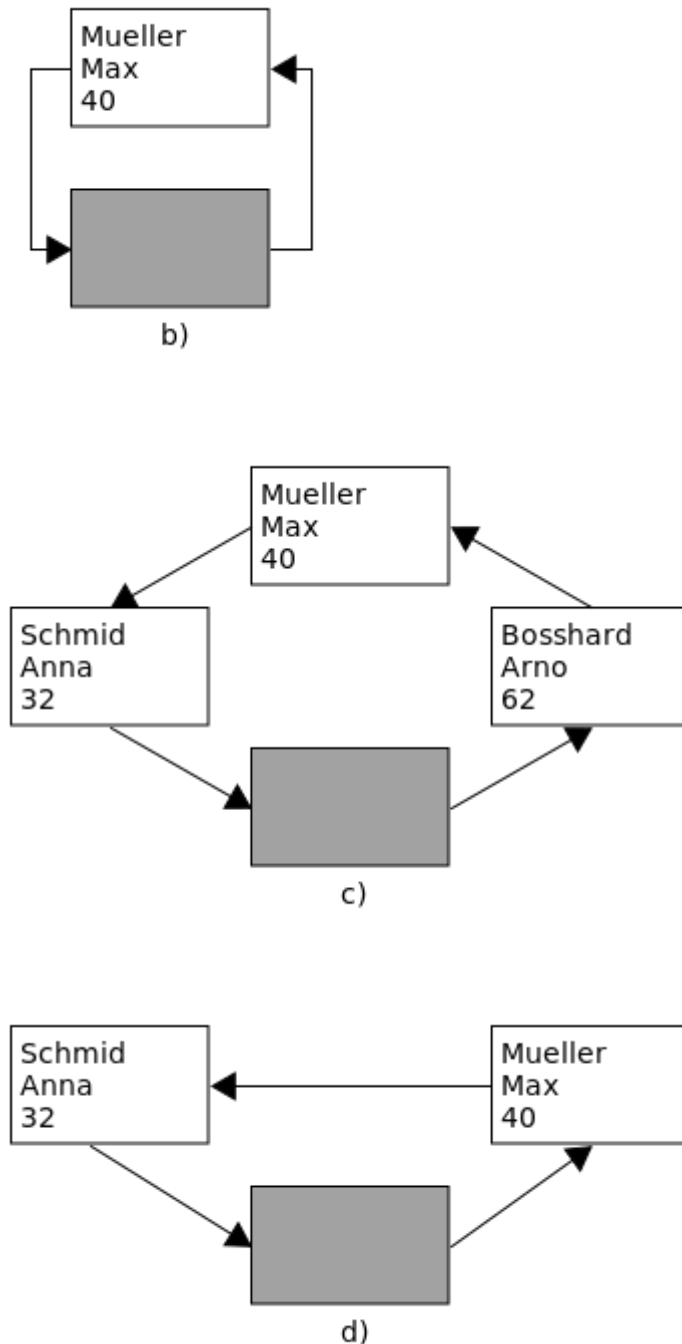 Mueller
Max
40
b)
Mueller
Max
40
Schmid
Anna
32
Bosshard
Arno
62
c)
Schmid
Anna
32
Mueller
Max
40
d)